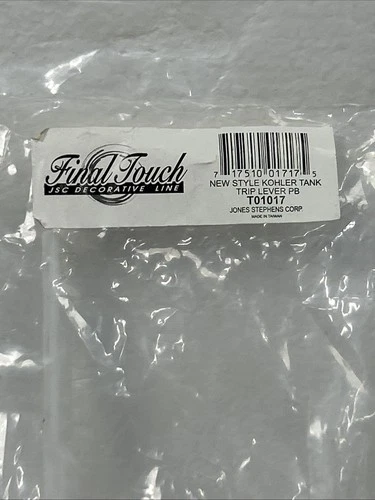 Final Touch
JSC DECORATIVE LINE
7 17510 01717 5
NEW STYLE KOHLER TANK
TRIP LEVER PB
T01017
JONES STEPHENS CORP.
MADE IN TAIWAN